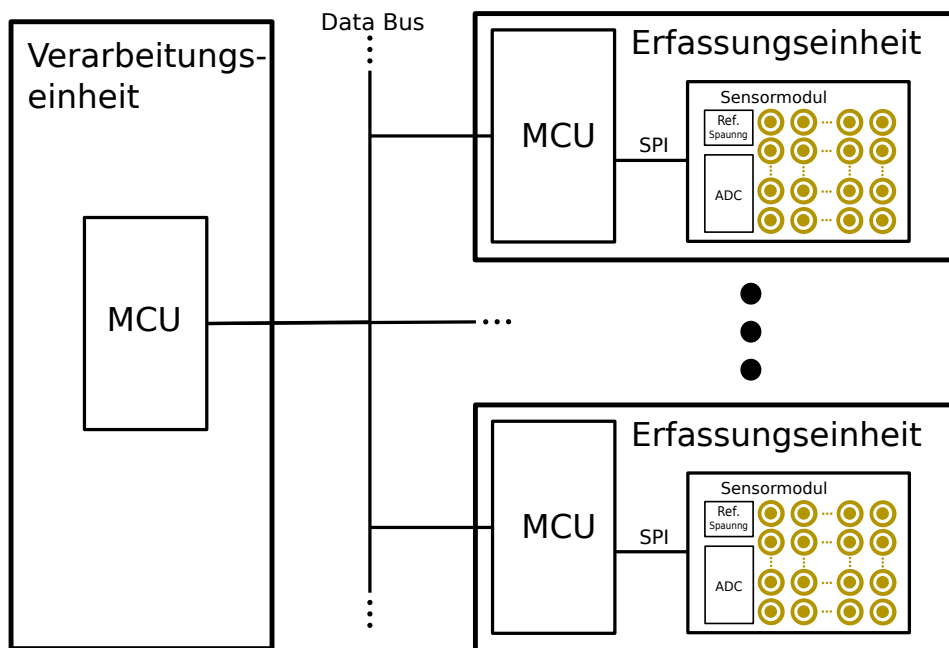 Data Bus
Verarbeitungs-
einheit
MCU
Erfassungseinheit
MCU
SPI
Sensormodul
Ref.
Spaunng
ADC
Erfassungseinheit
MCU
SPI
Sensormodul
Ref.
Spaunng
ADC